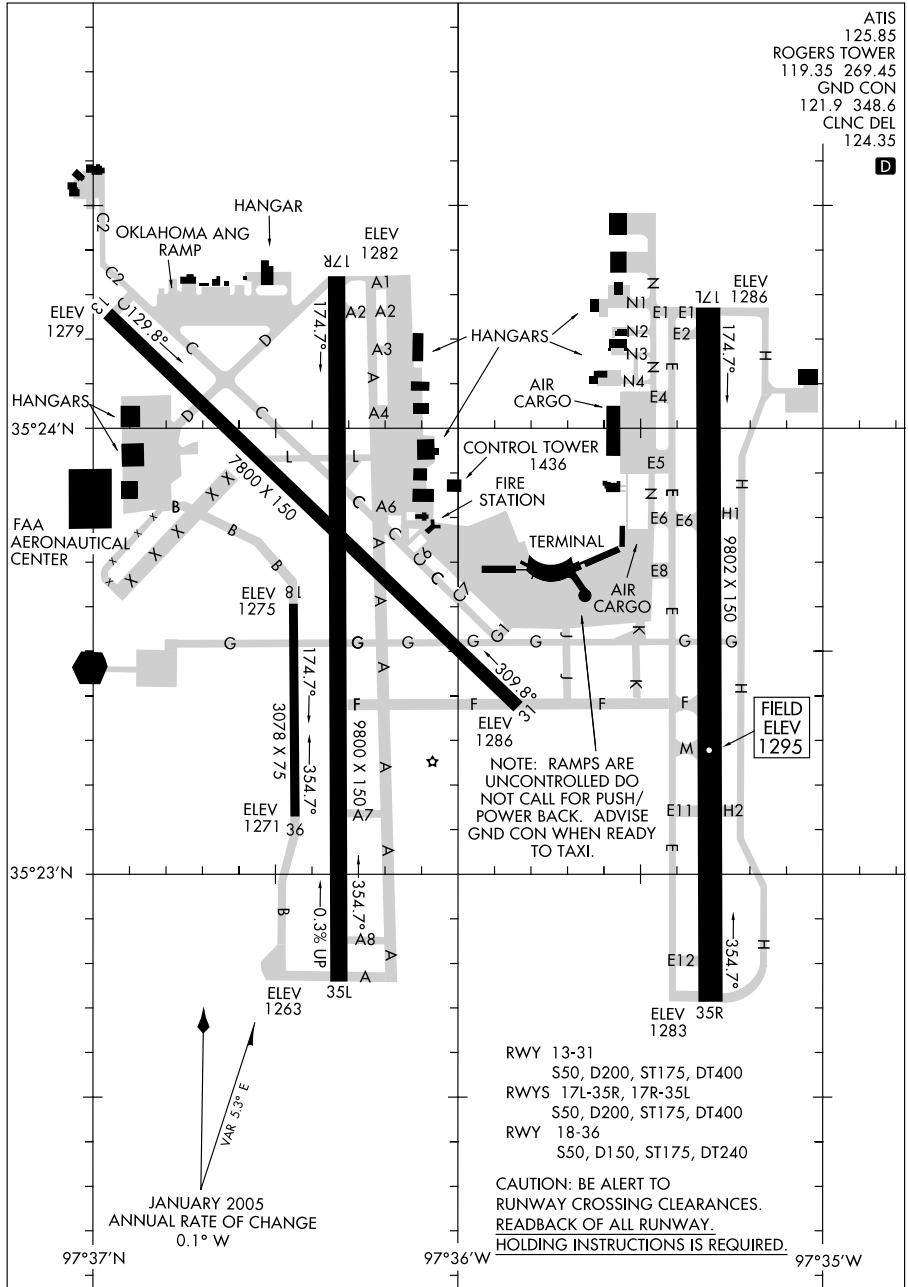 ATIS
125.85
ROGERS TOWER
119.35 269.45
GND CON
121.9 348.6
CLNC DEL
124.35
D
HANGAR
OKLAHOMA ANG
RAMP
ELEV
1282
C2
C2
C
ELEV
1279
13
129.8°
17R
174.7°
A1
A2
A2
A3
A
A4
D
C
HANGARS
N
N1
N2
N3
N
N4
E1
E1
E2
E
E4
17L
ELEV
1286
174.7°
H
AIR
CARGO
35°24'N
HANGARS
D
C
7800 X 150
L
L
CONTROL TOWER
1436
FIRE
STATION
E5
N
E
H
FAA
AERONAUTICAL
CENTER
X
X
X
X
X
X
X
X
B
B
B
B
C
A6
C
C6
C
C7
A
A
TERMINAL
AIR
CARGO
E6
E6
E8
E
H1
9802 X 150
ELEV
1275
18
G1
G
G
G
G
G
G
J
J
K
K
G
G
A
174.7°
354.7°
3078 X 75
309.8°
31
ELEV
1286
F
F
F
H
FIELD
ELEV
1295
M
9800 X 150
A
NOTE: RAMPS ARE
UNCONTROLLED DO
NOT CALL FOR PUSH/
POWER BACK. ADVISE
GND CON WHEN READY
TO TAXI.
E11
H2
A7
ELEV
1271
36
A
E
35°23'N
354.7°
0.3% UP
B
A8
A
A
E12
354.7°
H
ELEV
1263
35L
ELEV
1283
35R
VAR 5.3° E
JANUARY 2005
ANNUAL RATE OF CHANGE
0.1° W
RWY 13-31
S50, D200, ST175, DT400
RWYS 17L-35R, 17R-35L
S50, D200, ST175, DT400
RWY 18-36
S50, D150, ST175, DT240
CAUTION: BE ALERT TO
RUNWAY CROSSING CLEARANCES.
READBACK OF ALL RUNWAY.
HOLDING INSTRUCTIONS IS REQUIRED.
97°37'N
97°36'W
97°35'W